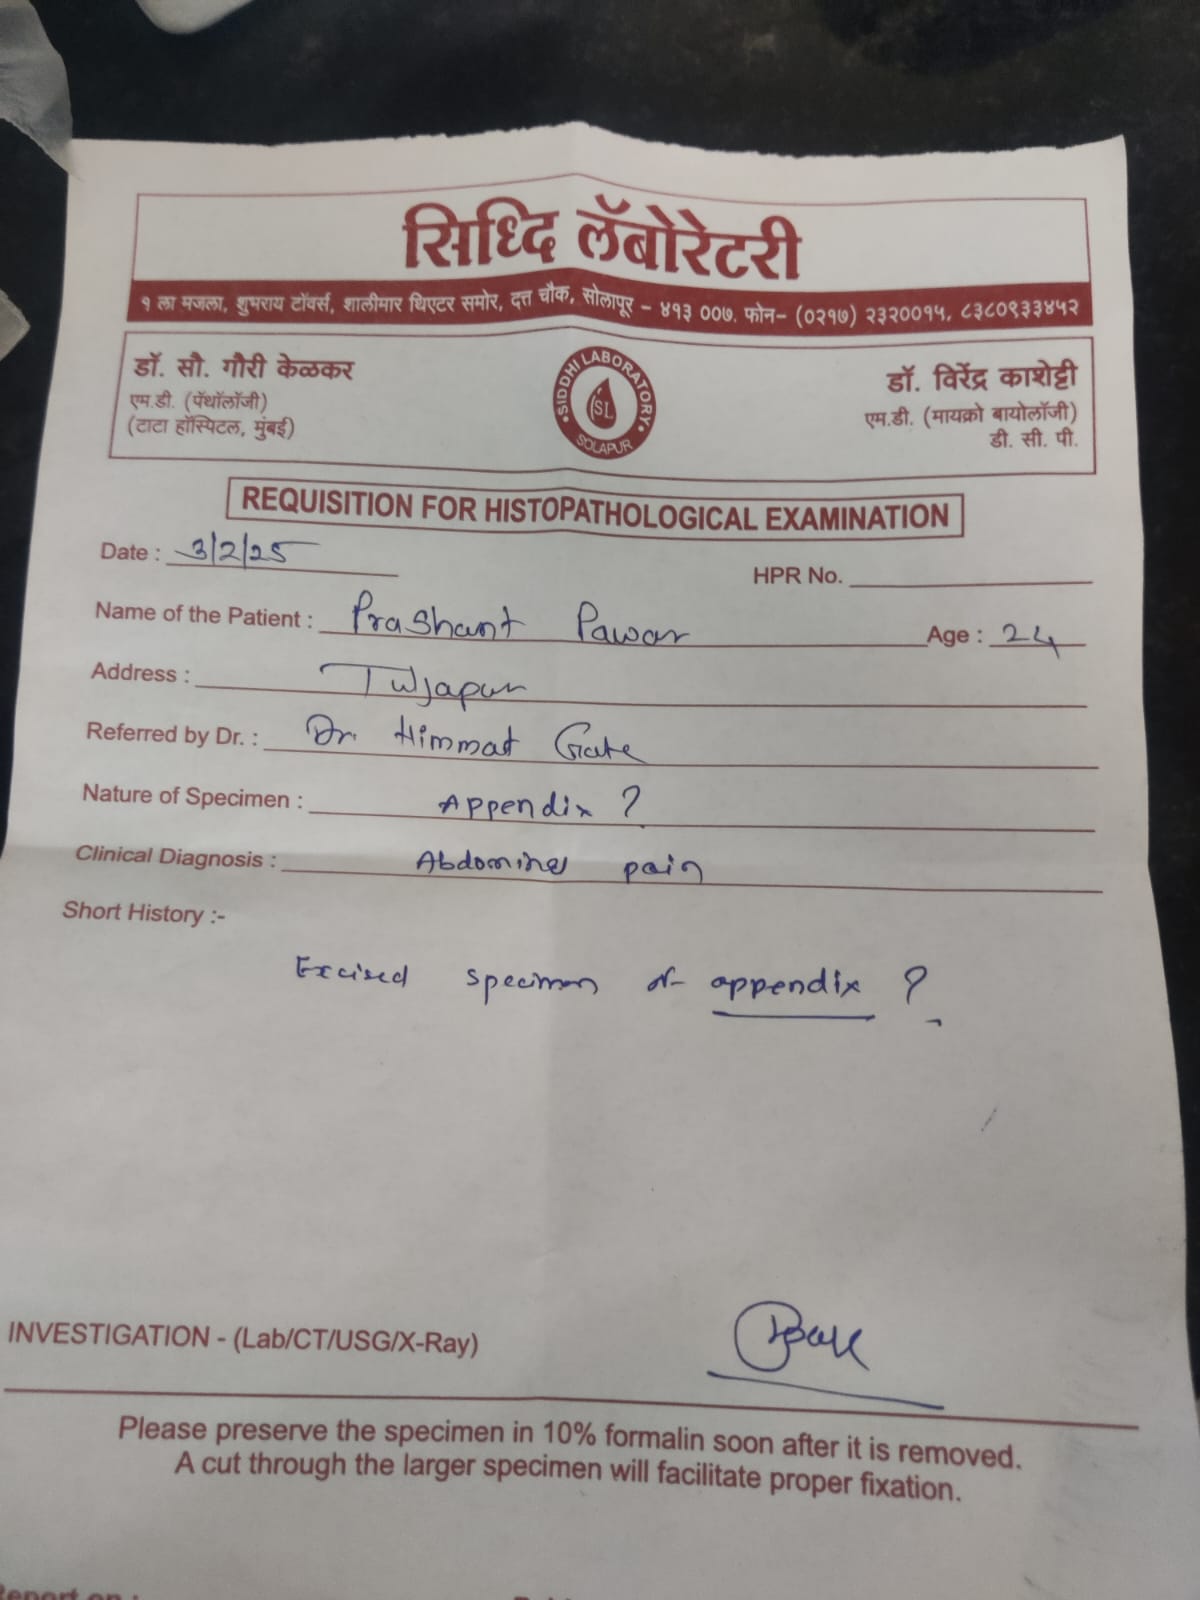 सिध्दि लॅबोरेटरी
१ ला मजला, शुभराय टॉवर्स, शालीमार थिएटर समोर, दत्त चौक, सोलापूर - ४१३ ००७. फोन- (०२१७) २३२००१५, ८३८०९३३४५२
डॉ. सौ. गौरी केळकर
एम.डी. (पॅथॉलॉजी)
(टाटा हॉस्पिटल, मुंबई)
SIDDHI LABORATORY
SL
SOLAPUR
डॉ. विरेंद्र काशेट्टी
एम.डी. (मायक्रो बायोलॉजी)
डी. सी. पी.
REQUISITION FOR HISTOPATHOLOGICAL EXAMINATION
Date : 3/2/25
HPR No.
Name of the Patient : Prashant Pawar Age : 24
Address : Tuljapur
Referred by Dr. : Dr. Himmat Gate
Nature of Specimen : Appendix ?
Clinical Diagnosis : Abdominal pain
Short History :-
Excised specimen of appendix ?
INVESTIGATION - (Lab/CT/USG/X-Ray)
Please preserve the specimen in 10% formalin soon after it is removed.
A cut through the larger specimen will facilitate proper fixation.
Report on :